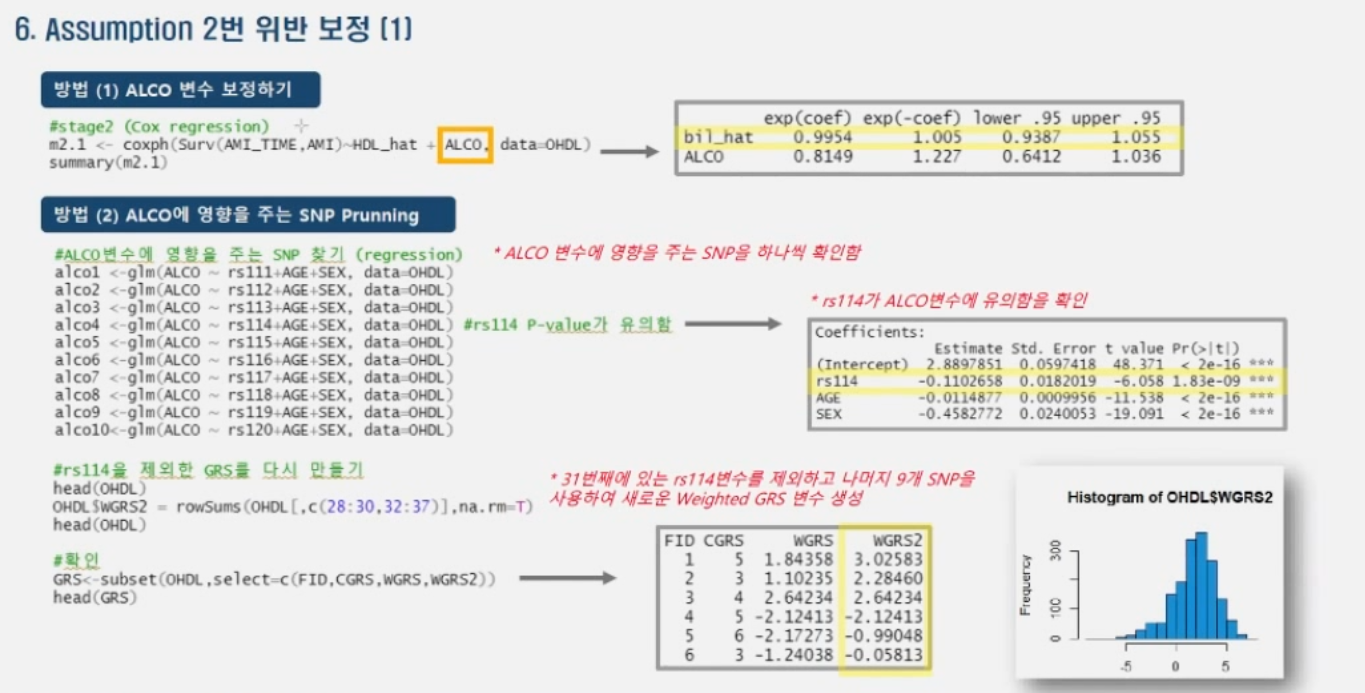 6. Assumption 2번 위반 보정 (1)
방법 (1) ALCO 변수 보정하기
#stage2 (Cox regression)
m2.1 <- coxph(Surv(AMI_TIME,AMI)~HDL_hat + ALCO, data=OHDL)
summary(m2.1)
exp(coef) exp(-coef) lower .95 upper .95
bil_hat 0.9954 1.005 0.9387 1.055
ALCO 0.8149 1.227 0.6412 1.036
방법 (2) ALCO에 영향을 주는 SNP Prunning
#ALCO변수에 영향을 주는 SNP 찾기 (regression)
* ALCO 변수에 영향을 주는 SNP을 하나씩 확인함
alco1 <-glm(ALCO ~ rs111+AGE+SEX, data=OHDL)
alco2 <-glm(ALCO ~ rs112+AGE+SEX, data=OHDL)
alco3 <-glm(ALCO ~ rs113+AGE+SEX, data=OHDL)
alco4 <-glm(ALCO ~ rs114+AGE+SEX, data=OHDL) #rs114 P-value가 유의함
alco5 <-glm(ALCO ~ rs115+AGE+SEX, data=OHDL)
alco6 <-glm(ALCO ~ rs116+AGE+SEX, data=OHDL)
alco7 <-glm(ALCO ~ rs117+AGE+SEX, data=OHDL)
alco8 <-glm(ALCO ~ rs118+AGE+SEX, data=OHDL)
alco9 <-glm(ALCO ~ rs119+AGE+SEX, data=OHDL)
alco10<-glm(ALCO ~ rs120+AGE+SEX, data=OHDL)
* rs114가 ALCO변수에 유의함을 확인
Coefficients:
Estimate Std. Error t value Pr(>|t|)
(Intercept) 2.8897851 0.0597418 48.371 < 2e-16 ***
rs114 -0.1102658 0.0182019 -6.058 1.83e-09 ***
AGE -0.0114877 0.0009956 -11.538 < 2e-16 ***
SEX -0.4582772 0.0240053 -19.091 < 2e-16 ***
#rs114을 제외한 GRS를 다시 만들기
head(OHDL)
OHDL$WGRS2 = rowSums(OHDL[,c(28:30,32:37)],na.rm=T)
head(OHDL)
* 31번째에 있는 rs114변수를 제외하고 나머지 9개 SNP을
사용하여 새로운 Weighted GRS 변수 생성
#확인
GRS<-subset(OHDL,select=c(FID,CGRS,WGRS,WGRS2))
head(GRS)
FID CGRS WGRS WGRS2
1 5 1.84358 3.02583
2 3 1.10235 2.28460
3 4 2.64234 2.64234
4 5 -2.12413 -2.12413
5 6 -2.17273 -0.99048
6 3 -1.24038 -0.05813
Histogram of OHDL$WGRS2
Frequency
300
100
0
-5 0 5